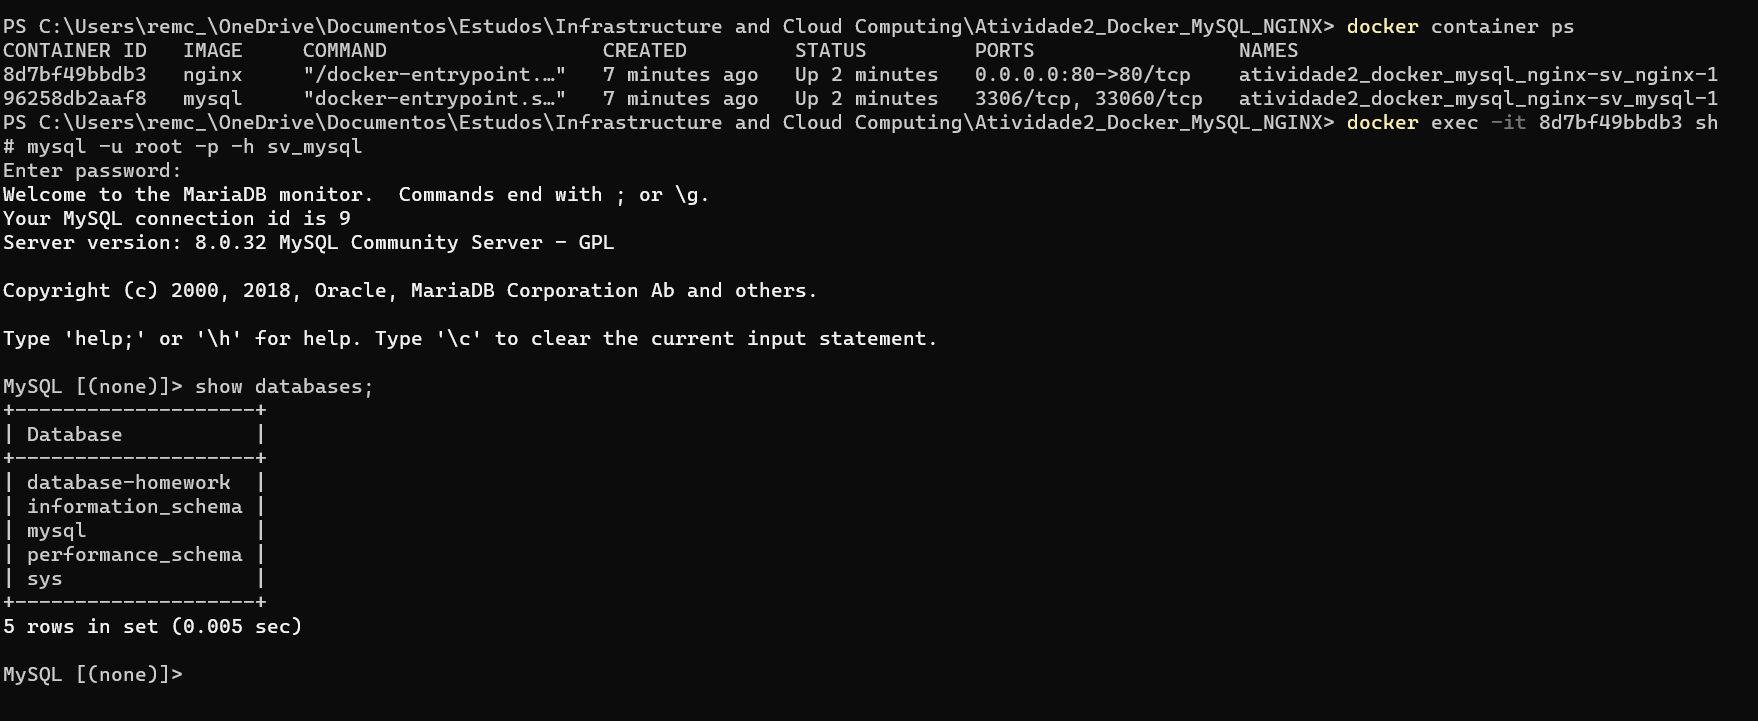 PS C:\Users\remc_\OneDrive\Documentos\Estudos\Infrastructure and Cloud Computing\Atividade2_Docker_MySQL_NGINX> docker container ps
CONTAINER ID   IMAGE     COMMAND                  CREATED         STATUS         PORTS                 NAMES
8d7bf49bbdb3   nginx     "/docker-entrypoint.…"   7 minutes ago   Up 2 minutes   0.0.0.0:80->80/tcp    atividade2_docker_mysql_nginx-sv_nginx-1
96258db2aaf8   mysql     "docker-entrypoint.s…"   7 minutes ago   Up 2 minutes   3306/tcp, 33060/tcp   atividade2_docker_mysql_nginx-sv_mysql-1
PS C:\Users\remc_\OneDrive\Documentos\Estudos\Infrastructure and Cloud Computing\Atividade2_Docker_MySQL_NGINX> docker exec -it 8d7bf49bbdb3 sh
# mysql -u root -p -h sv_mysql
Enter password:
Welcome to the MariaDB monitor.  Commands end with ; or \g.
Your MySQL connection id is 9
Server version: 8.0.32 MySQL Community Server - GPL

Copyright (c) 2000, 2018, Oracle, MariaDB Corporation Ab and others.

Type 'help;' or '\h' for help. Type '\c' to clear the current input statement.

MySQL [(none)]> show databases;
+--------------------+
| Database           |
+--------------------+
| database-homework  |
| information_schema |
| mysql              |
| performance_schema |
| sys                |
+--------------------+
5 rows in set (0.005 sec)

MySQL [(none)]>